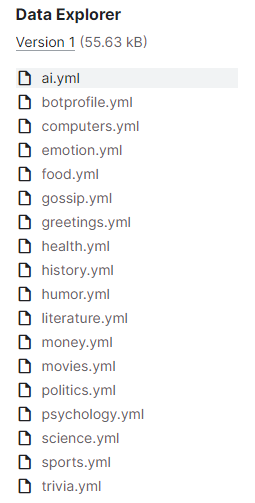 Data Explorer
Version 1 (55.63 kB)
ai.yml
botprofile.yml
computers.yml
emotion.yml
food.yml
gossip.yml
greetings.yml
health.yml
history.yml
humor.yml
literature.yml
money.yml
movies.yml
politics.yml
psychology.yml
science.yml
sports.yml
trivia.yml